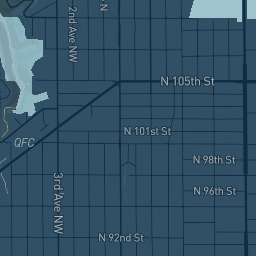 2nd Ave NW
N
N 105th St
N 101st St
QFC
N 98th St
3rd Ave NW
N 96th St
N 92nd St